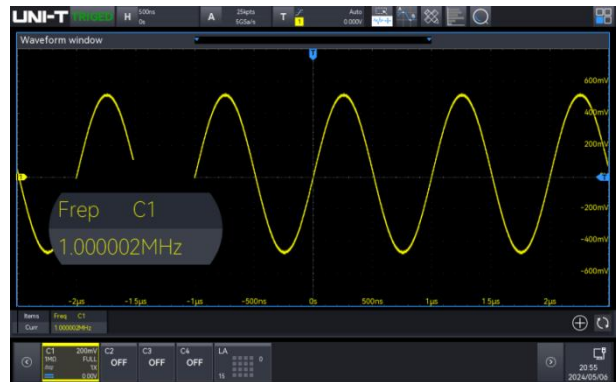 UNI-T TRIGED H 500ns 0s A 25kpts 5GSa/s T 1 Auto 0.000V
Waveform window
T
600mV
400mV
200mV
1 T
-200mV
-400mV
-600mV
Frep C1
1.000002MHz
-2μs -1.5μs -1μs -500ns 0s 500ns 1μs 1.5μs 2μs
Items Freq C1
Curr 1.000002MHz
C1 200mV C2 C3 C4 LA
1MΩ FULL OFF OFF OFF 0
1X
0.00V 15
20:55
2024/05/06